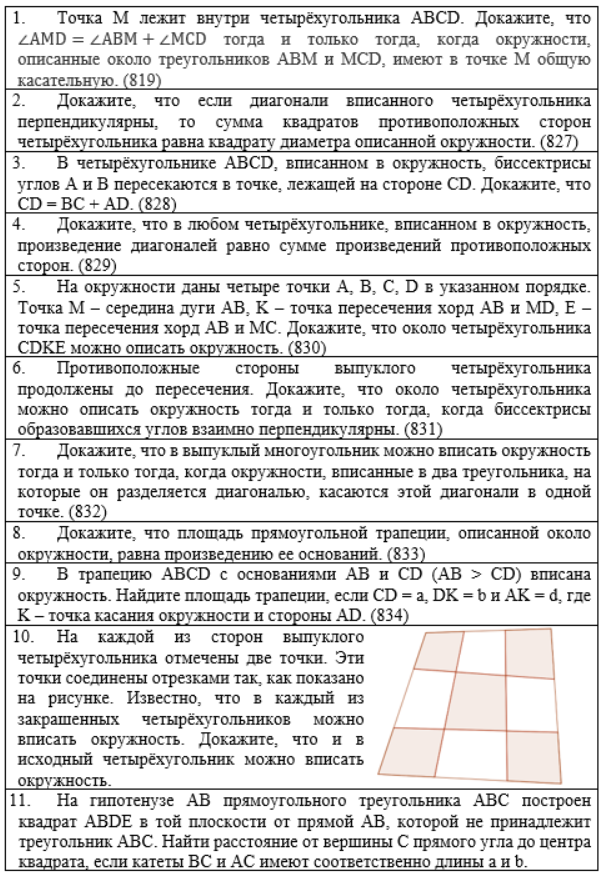 1. Точка М лежит внутри четырёхугольника ABCD. Докажите, что
∠AMD = ∠ABM + ∠MCD тогда и только тогда, когда окружности,
описанные около треугольников ABM и MCD, имеют в точке М общую
касательную. (819)
2. Докажите, что если диагонали вписанного четырёхугольника
перпендикулярны, то сумма квадратов противоположных сторон
четырёхугольника равна квадрату диаметра описанной окружности. (827)
3. В четырёхугольнике ABCD, вписанном в окружность, биссектрисы
углов А и В пересекаются в точке, лежащей на стороне CD. Докажите, что
CD = BC + AD. (828)
4. Докажите, что в любом четырёхугольнике, вписанном в окружность,
произведение диагоналей равно сумме произведений противоположных
сторон. (829)
5. На окружности даны четыре точки A, B, C, D в указанном порядке.
Точка М – середина дуги AB, K – точка пересечения хорд AB и MD, E –
точка пересечения хорд AB и MC. Докажите, что около четырёхугольника
CDKE можно описать окружность. (830)
6. Противоположные стороны выпуклого четырёхугольника
продолжены до пересечения. Докажите, что около четырёхугольника
можно описать окружность тогда и только тогда, когда биссектрисы
образовавшихся углов взаимно перпендикулярны. (831)
7. Докажите, что в выпуклый многоугольник можно вписать окружность
тогда и только тогда, когда окружности, вписанные в два треугольника, на
которые он разделяется диагональю, касаются этой диагонали в одной
точке. (832)
8. Докажите, что площадь прямоугольной трапеции, описанной около
окружности, равна произведению ее оснований. (833)
9. В трапецию ABCD с основаниями AB и CD (AB > CD) вписана
окружность. Найдите площадь трапеции, если CD = a, DK = b и AK = d, где
K – точка касания окружности и стороны AD. (834)
10. На каждой из сторон выпуклого
четырёхугольника отмечены две точки. Эти
точки соединены отрезками так, как показано
на рисунке. Известно, что в каждый из
закрашенных четырёхугольников можно
вписать окружность. Докажите, что и в
исходный четырёхугольник можно вписать
окружность.
11. На гипотенузе AB прямоугольного треугольника ABC построен
квадрат ABDE в той плоскости от прямой AB, которой не принадлежит
треугольник ABC. Найти расстояние от вершины C прямого угла до центра
квадрата, если катеты BC и AC имеют соответственно длины a и b.